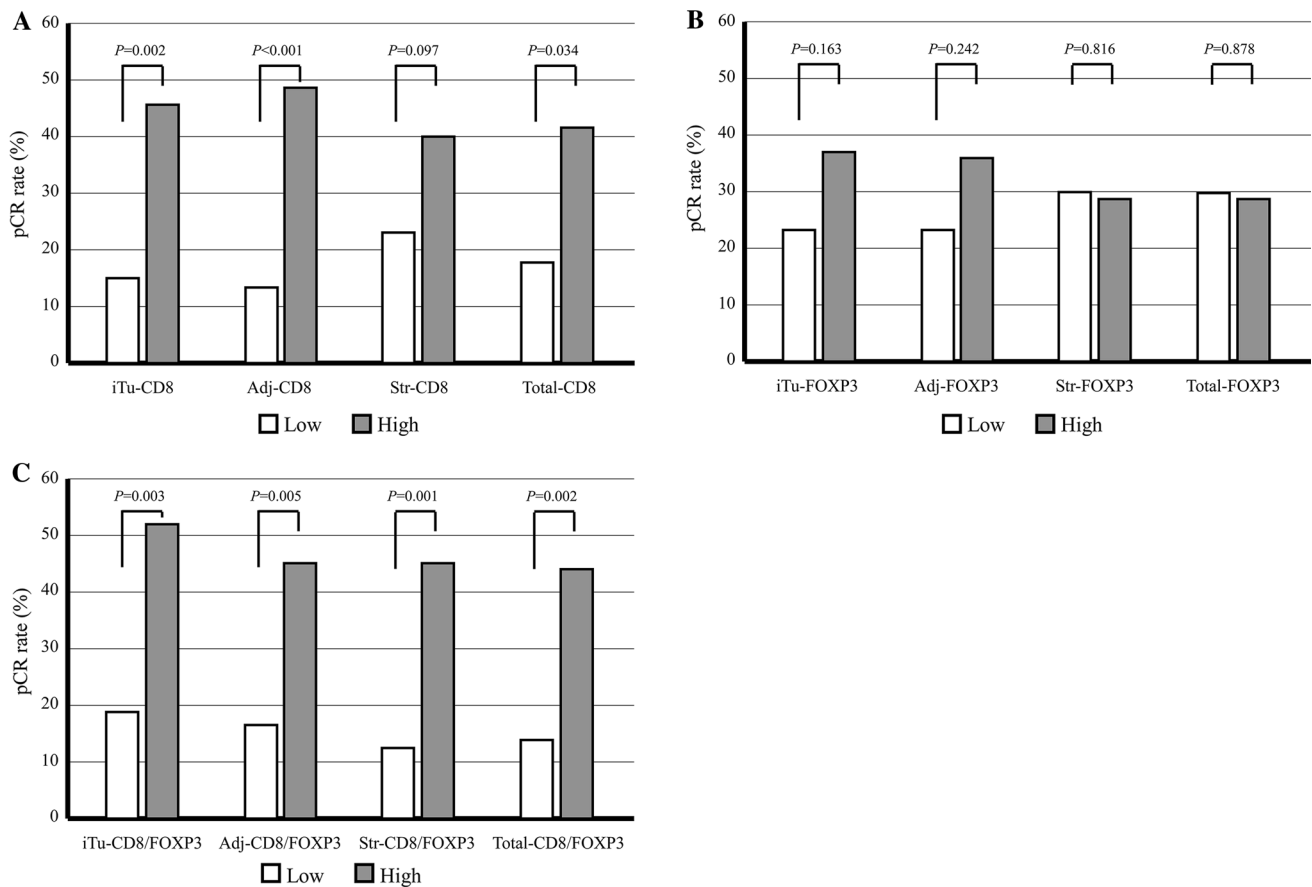 A
60
50
40
30
20
10
0
pCR rate (%)
P=0.002 P<0.001 P=0.097 P=0.034
iTu-CD8 Adj-CD8 Str-CD8 Total-CD8
Low High
B
60
50
40
30
20
10
0
pCR rate (%)
P=0.163 P=0.242 P=0.816 P=0.878
iTu-FOXP3 Adj-FOXP3 Str-FOXP3 Total-FOXP3
Low High
C
60
50
40
30
20
10
0
pCR rate (%)
P=0.003 P=0.005 P=0.001 P=0.002
iTu-CD8/FOXP3 Adj-CD8/FOXP3 Str-CD8/FOXP3 Total-CD8/FOXP3
Low High